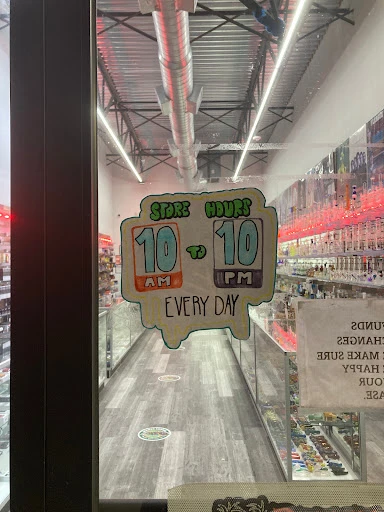 STORE HOURS
10 AM TO 10 PM
EVERY DAY
FUNDS
CHANGES
E MAKE SURE
E HAPPY
OUR
ASE.